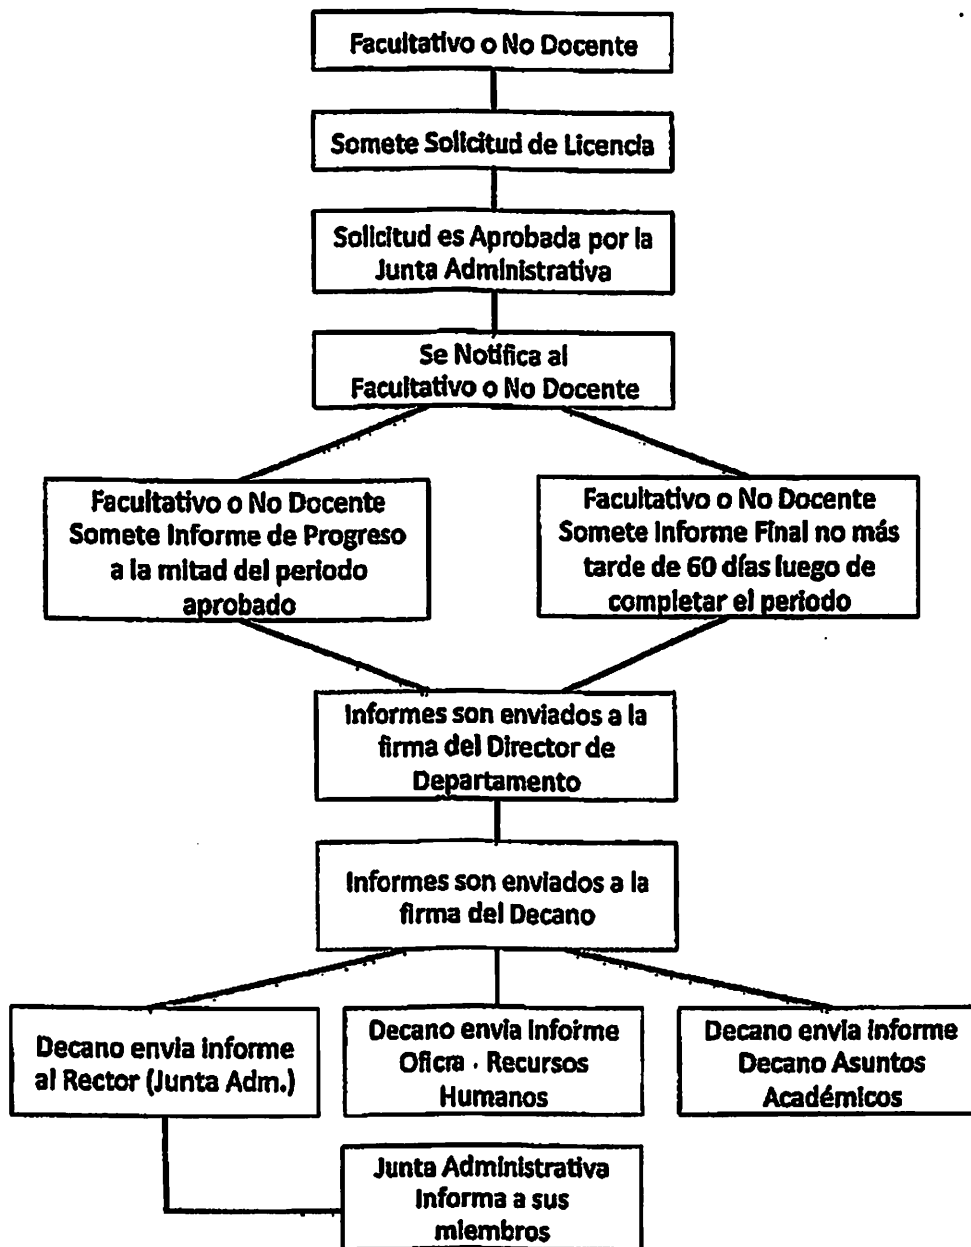 Facultativo o No Docente
Somete Solicitud de Licencia
Solicitud es Aprobada por la
Junta Administrativa
Se Notifica al
Facultativo o No Docente
Facultativo o No Docente
Somete Informe de Progreso
a la mitad del periodo
aprobado
Facultativo o No Docente
Somete Informe Final no más
tarde de 60 días luego de
completar el periodo
Informes son enviados a la
firma del Director de
Departamento
Informes son enviados a la
firma del Decano
Decano envia informe
al Rector (Junta Adm.)
Decano envia Informe
Recursos
Humanos
Decano envia informe
Decano Asuntos
Académicos
Junta Administrativa
Informa a sus
miembros